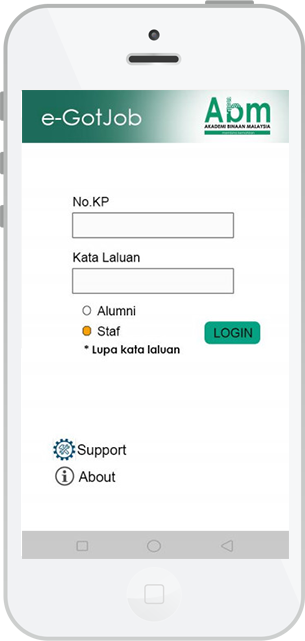 e-GotJob
Abm
AKADEMI BINAAN MALAYSIA
No.KP
Kata Laluan
Alumni
Staf
LOGIN
* Lupa kata laluan
Support
About